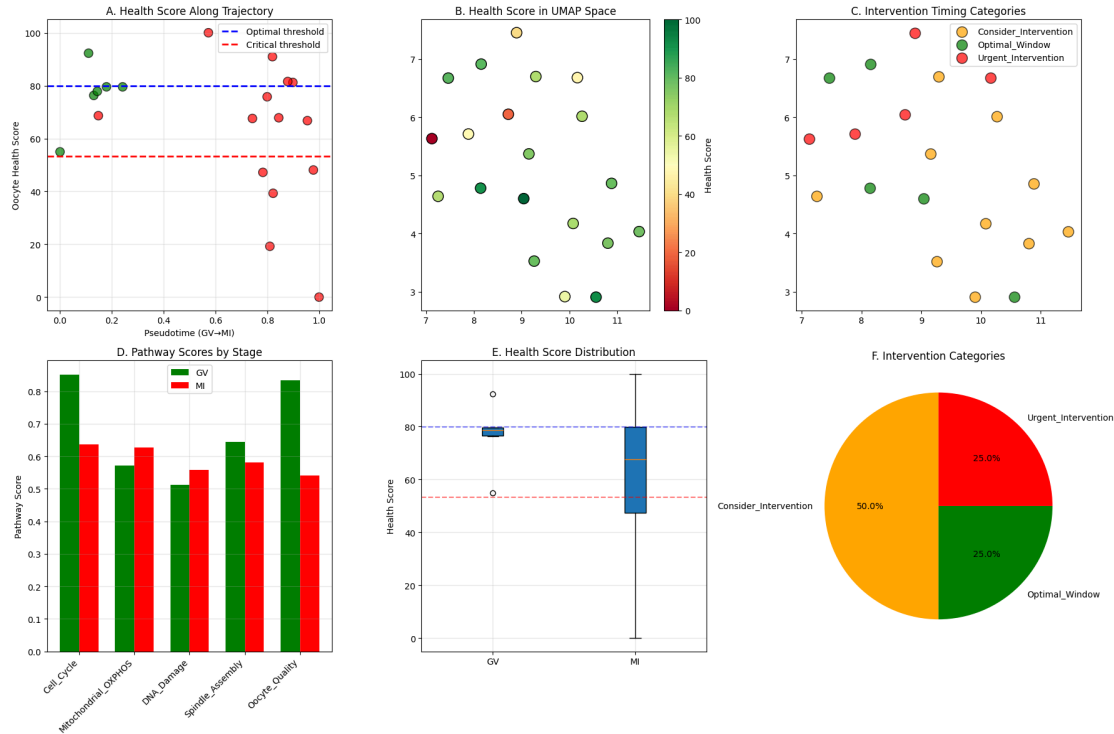 A. Health Score Along Trajectory
Optimal threshold
Critical threshold
Oocyte Health Score
100
80
60
40
20
0
0.0
0.2
0.4
0.6
0.8
1.0
Pseudotime (GV→MI)
B. Health Score in UMAP Space
7
6
5
4
3
7
8
9
10
11
100
80
60
40
20
0
Health Score
C. Intervention Timing Categories
Consider_Intervention
Optimal_Window
Urgent_Intervention
7
6
5
4
3
7
8
9
10
11
D. Pathway Scores by Stage
GV
MI
Pathway Score
0.8
0.7
0.6
0.5
0.4
0.3
0.2
0.1
0.0
Cell_Cycle
Mitochondrial_OXPHOS
DNA_Damage
Spindle_Assembly
Oocyte_Quality
E. Health Score Distribution
Health Score
100
80
60
40
20
0
GV
MI
F. Intervention Categories
Urgent_Intervention
25.0%
Consider_Intervention
50.0%
25.0%
Optimal_Window